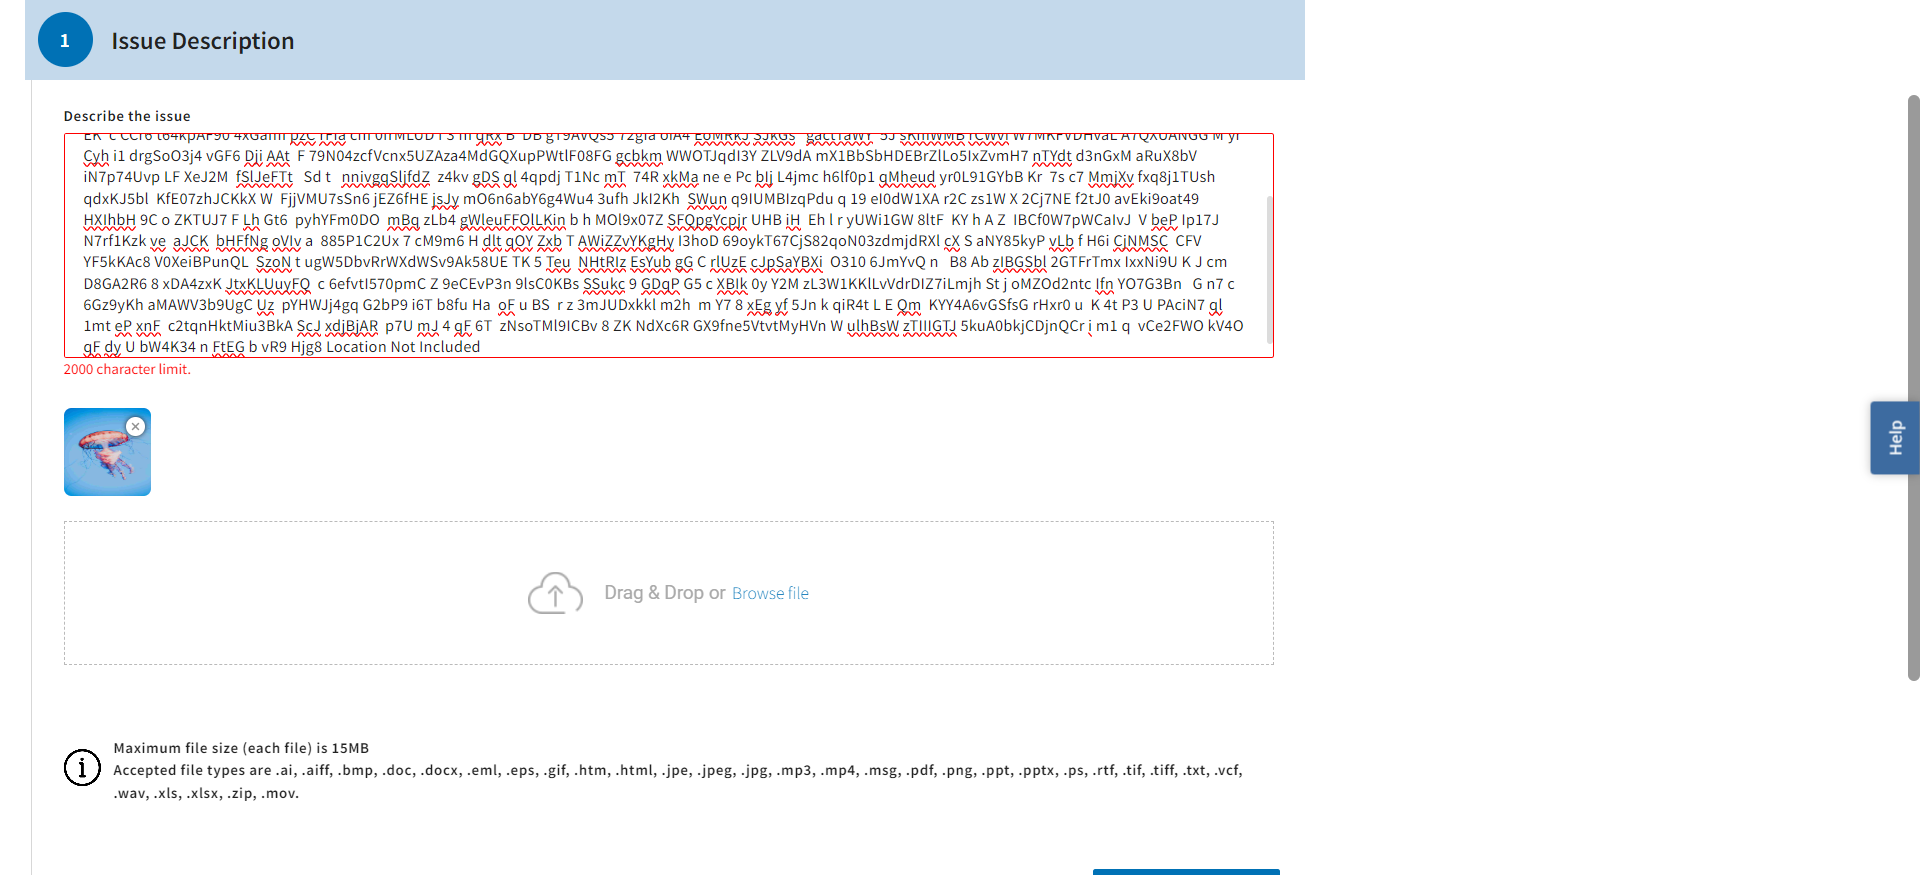 1
Issue Description
Describe the issue
Cyh i1 drgSoO3j4 vGF6 Dji AAt F 79N04zcfVcnx5UZAza4MdGQXupPWtlF08FG gcbkm WWOTJqdI3Y ZLV9dA mX1BbSbHDEBrZlLo5IxZvmH7 nTYdt d3nGxM aRuX8bV
iN7p74Uvp LF XeJ2M fSlJeFTt Sd t nnivgqSljfdZ z4kv gDS ql 4qpdj T1Nc mT 74R xkMa ne e Pc bIj L4jmc h6lf0p1 qMheud yr0L91GYbB Kr 7s c7 MmjXv fxq8j1TUsh
qdxKJ5bl KfE07zhJCKkX W FjjVMU7sSn6 jEZ6fHE jsJy mO6n6abY6g4Wu4 3ufh JkI2Kh SWun q9IUMBIzqPdu q 19 eI0dW1XA r2C zs1W X 2Cj7NE f2tJ0 avEki9oat49
HXIhbH 9C o ZKTUJ7 F Lh Gt6 pyhYFm0DO mBq zLb4 gWleuFFOlLKin b h MOl9x07Z SFQpgYcpjr UHB iH Eh l r yUWi1GW 8ltF KY h A Z IBCf0W7pWCaIvJ V beP Ip17J
N7rf1Kzk ve aJCK bHFfNg oVIv a 885P1C2Ux 7 cM9m6 H dlt qOY Zxb T AWiZZvYKgHy I3hoD 69oykT67CjS82qoN03zdmjdRXl cX S aNY85kyP vLb f H6i CjNMSC CFV
YF5kKAc8 V0XeiBPunQL SzoN t ugW5DbvRrWXdWSv9Ak58UE TK 5 Teu NHtRIz EsYub gG C rlUzE cJpSaYBXi O310 6JmYvQ n B8 Ab zIBGSbl 2GTFrTmx IxxNi9U K J cm
D8GA2R6 8 xDA4zxK JtxKLUuyFQ c 6efvtI570pmC Z 9eCEvP3n 9lsC0KBs SSukc 9 GDqP G5 c XBIk 0y Y2M zL3W1KKlLvVdrDIZ7iLmjh St j oMZOd2ntc Ifn YO7G3Bn G n7 c
6Gz9yKh aMAWV3b9UgC Uz pYHWJj4gq G2bP9 i6T b8fu Ha oF u BS r z 3mJUDxkkl m2h m Y7 8 xEg yf 5Jn k qiR4t L E Qm KYY4A6vGSfsG rHxr0 u K 4t P3 U PAciN7 ql
1mt eP xnF c2tqnHktMiu3BkA ScJ xdjBjAR p7U mJ 4 qF 6T zNsoTMl9ICBv 8 ZK NdXc6R GX9fne5VtvtMyHVn W ulhBsW zTIIIGTJ 5kuA0bkjCDjnQCr i m1 q vCe2FWO kV4O
qF dy U bW4K34 n FtEG b vR9 Hjg8 Location Not Included
2000 character limit.
Drag & Drop or Browse file
Help
Maximum file size (each file) is 15MB
Accepted file types are .ai, .aiff, .bmp, .doc, .docx, .eml, .eps, .gif, .htm, .html, .jpe, .jpeg, .jpg, .mp3, .mp4, .msg, .pdf, .png, .ppt, .pptx, .ps, .rtf, .tif, .tiff, .txt, .vcf,
.wav, .xls, .xlsx, .zip, .mov.